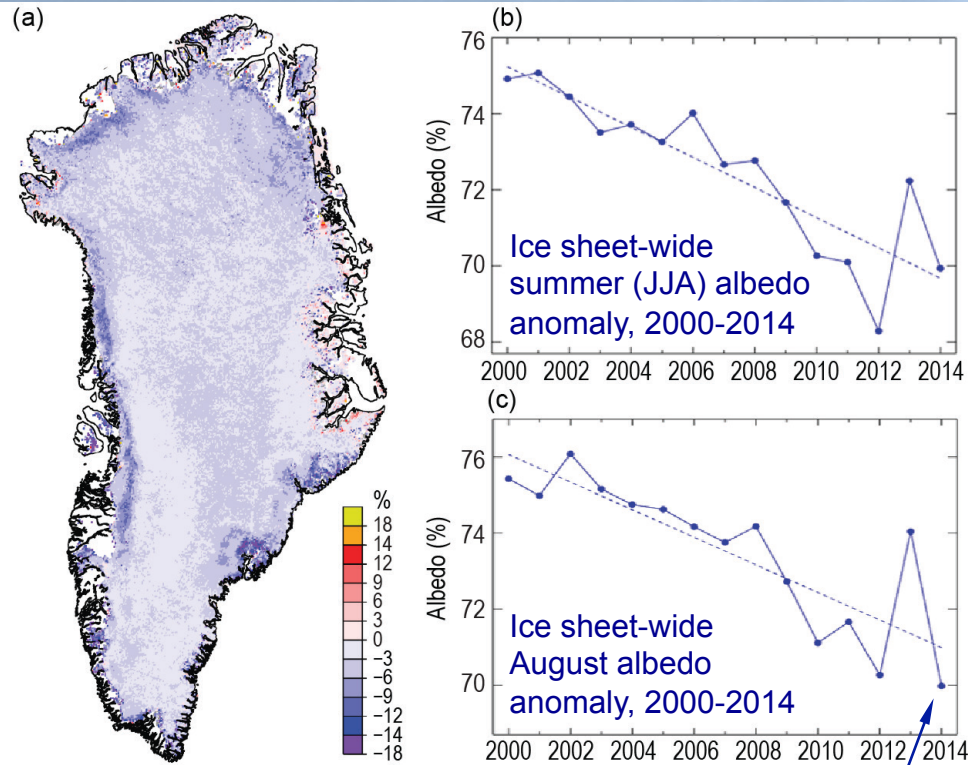 (a)
%
18
14
12
9
6
3
0
−3
−6
−9
−12
−14
−18
(b)
76
74
72
70
68
Albedo (%)
Ice sheet-wide
summer (JJA) albedo
anomaly, 2000-2014
2000 2002 2004 2006 2008 2010 2012 2014
(c)
76
74
72
70
Albedo (%)
Ice sheet-wide
August albedo
anomaly, 2000-2014
2000 2002 2004 2006 2008 2010 2012 2014